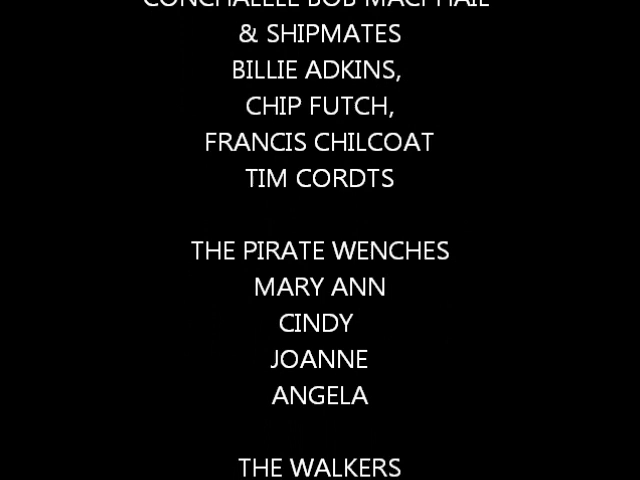 BOB
& SHIPMATES
BILLIE ADKINS,
CHIP FUTCH,
FRANCIS CHILCOAT
TIM CORDTS
THE PIRATE WENCHES
MARY ANN
CINDY
JOANNE
ANGELA
THE WALKERS